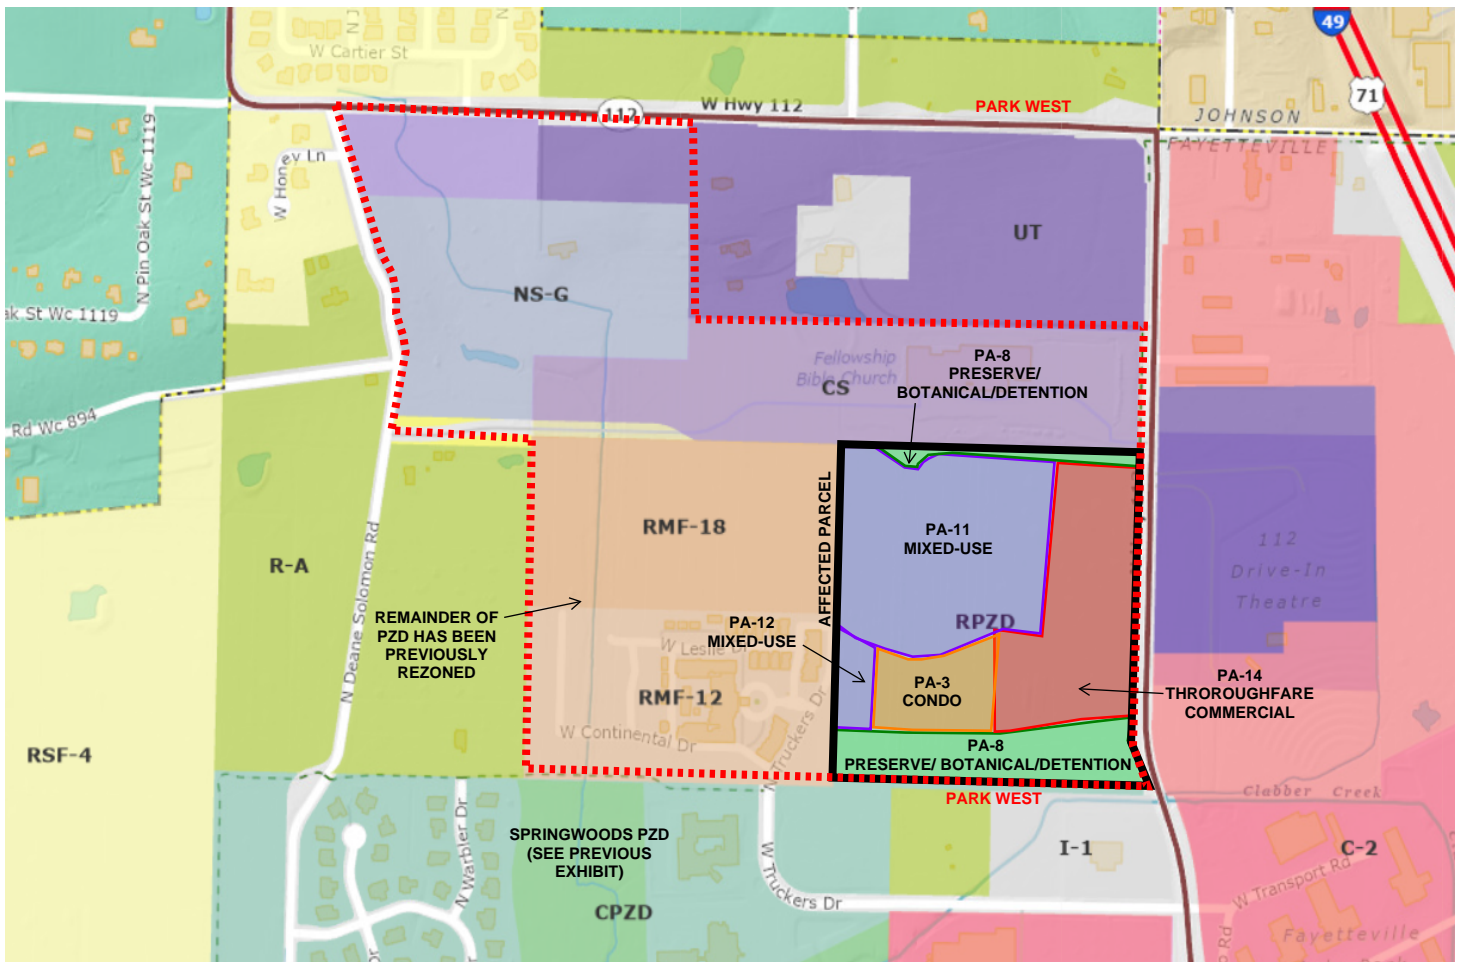 W Cartier St
49
71
W Hwy 112
112
PARK WEST
JOHNSON
FAYETTEVILLE
N Pin Oak St Wc 1119
W Honey Ln
UT
NS-G
ak St Wc 1119
Fellowship
Bible Church
CS
PA-8
PRESERVE/
BOTANICAL/DETENTION
Rd Wc 894
AFFECTED PARCEL
RMF-18
PA-11
MIXED-USE
112
Drive-In
Theatre
R-A
N Deane Solomon Rd
REMAINDER OF
PZD HAS BEEN
PREVIOUSLY
REZONED
PA-12
MIXED-USE
RPZD
W Leslie Dr
PA-3
CONDO
PA-14
THROROUGHFARE
COMMERCIAL
RMF-12
W Continental Dr
N Truckers Dr
RSF-4
PA-8
PRESERVE/ BOTANICAL/DETENTION
PARK WEST
Clabber Creek
N Warbler Dr
SPRINGWOODS PZD
(SEE PREVIOUS
EXHIBIT)
W Truckers Dr
I-1
C-2
W Transport Rd
CPZD
Fayetteville